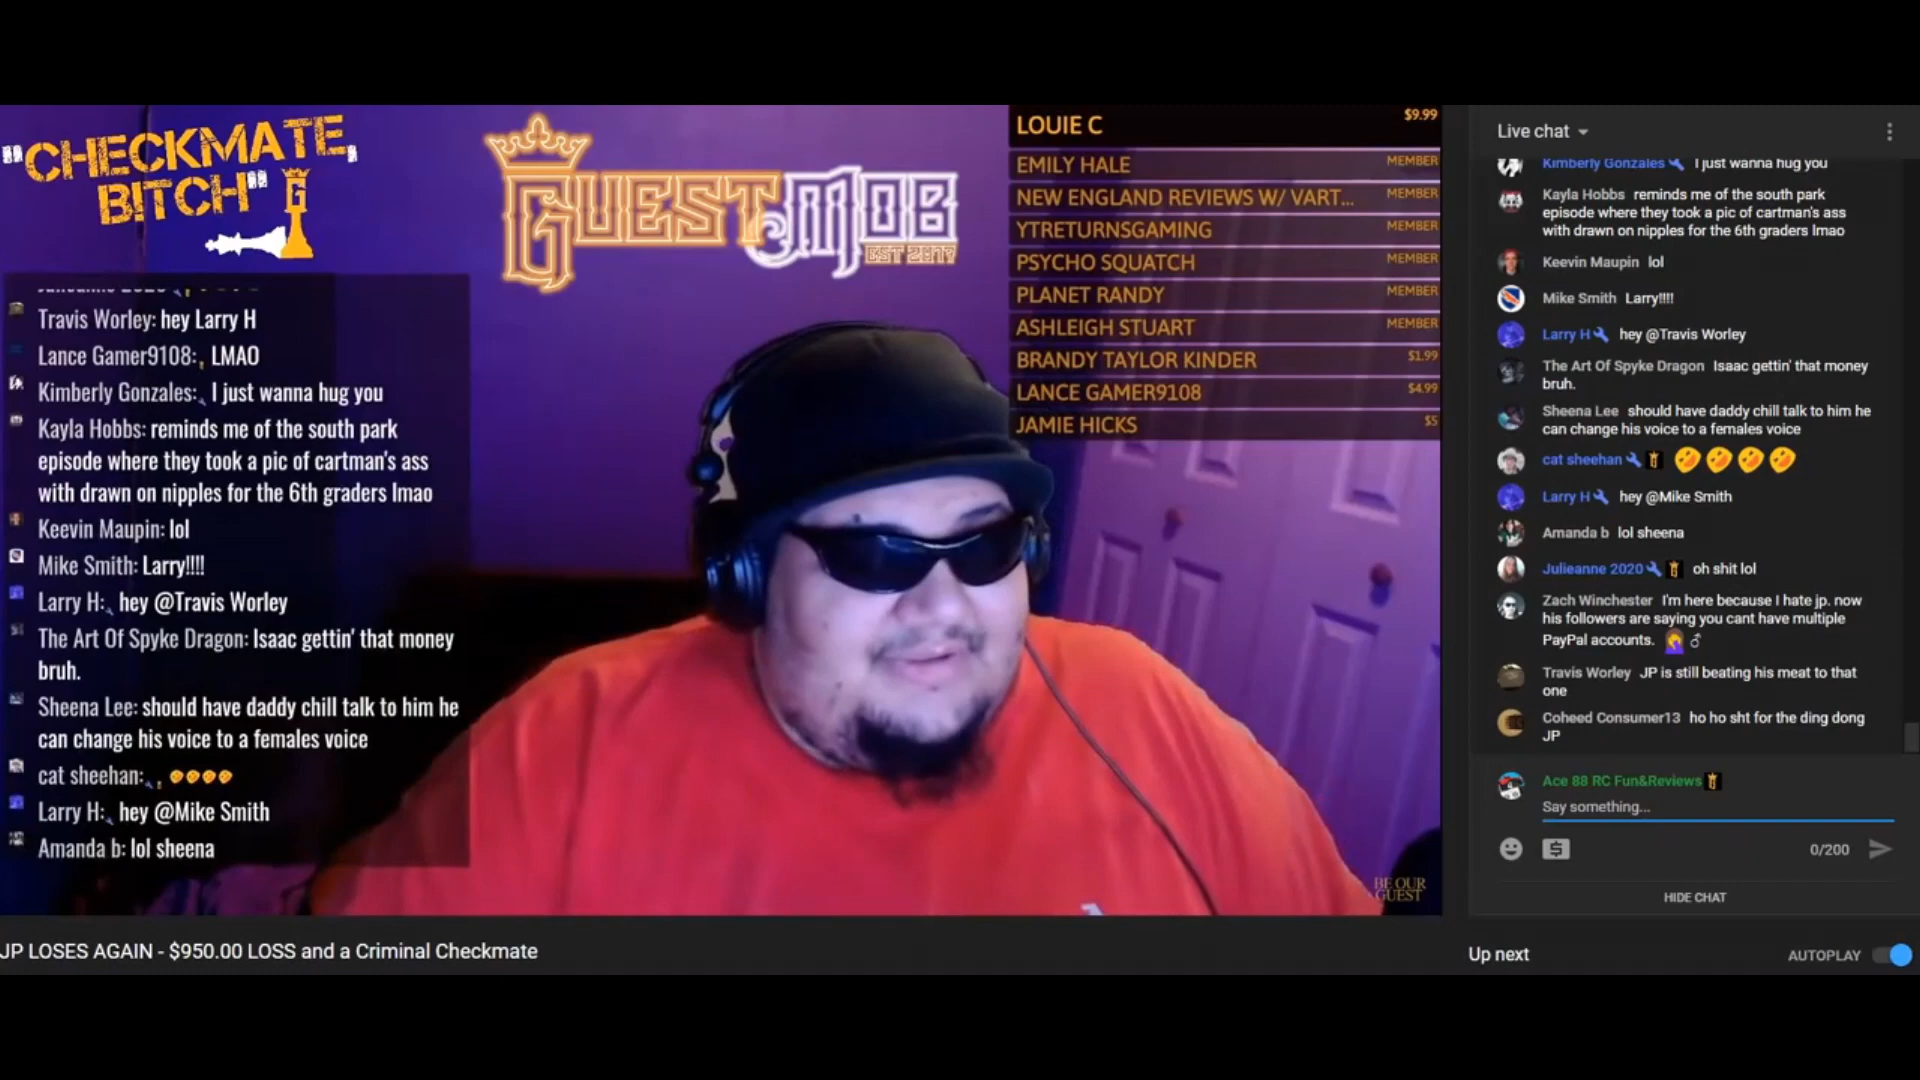 "CHECKMATE,
BITCH"
G
GUESTMOB
EST 2017
LOUIE C $9.99
EMILY HALE MEMBER
NEW ENGLAND REVIEWS W/ VART... MEMBER
YTRETURNSGAMING MEMBER
PSYCHO SQUATCH MEMBER
PLANET RANDY MEMBER
ASHLEIGH STUART MEMBER
BRANDY TAYLOR KINDER $1.99
LANCE GAMER9108 $4.99
JAMIE HICKS $5
Travis Worley: hey Larry H
Lance Gamer9108: LMAO
Kimberly Gonzales: I just wanna hug you
Kayla Hobbs: reminds me of the south park
episode where they took a pic of cartman's ass
with drawn on nipples for the 6th graders lmao
Keevin Maupin: lol
Mike Smith: Larry!!!!
Larry H: hey @Travis Worley
The Art Of Spyke Dragon: Isaac gettin' that money
bruh.
Sheena Lee: should have daddy chill talk to him he
can change his voice to a females voice
cat sheehan:
Larry H: hey @Mike Smith
Amanda b: lol sheena
BE OUR
GUEST
JP LOSES AGAIN - $950.00 LOSS and a Criminal Checkmate
Live chat
Kimberly Gonzales I just wanna hug you
Kayla Hobbs reminds me of the south park
episode where they took a pic of cartman's ass
with drawn on nipples for the 6th graders lmao
Keevin Maupin lol
Mike Smith Larry!!!!
Larry H hey @Travis Worley
The Art Of Spyke Dragon Isaac gettin' that money
bruh.
Sheena Lee should have daddy chill talk to him he
can change his voice to a females voice
cat sheehan
Larry H hey @Mike Smith
Amanda b lol sheena
Julieanne 2020 oh shit lol
Zach Winchester I'm here because I hate jp. now
his followers are saying you cant have multiple
PayPal accounts. 🤦‍♀ ♂
Travis Worley JP is still beating his meat to that
one
Coheed Consumer13 ho ho sht for the ding dong
JP
Ace 88 RC Fun&Reviews
Say something...
0/200
HIDE CHAT
Up next AUTOPLAY